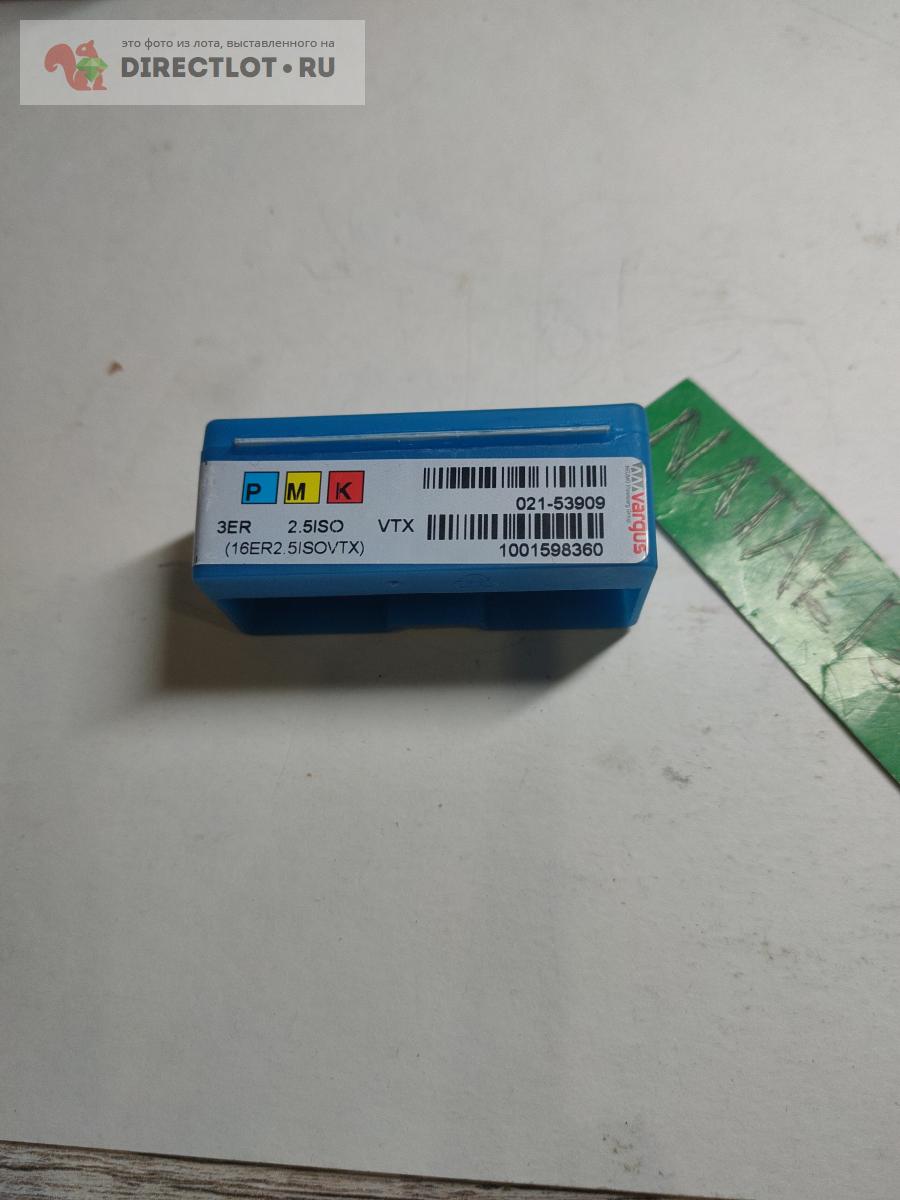 это фото из лота, выставленного на
DIRECTLOT•RU
P M K
021-53909
3ER 2.5ISO VTX
(16ER2.5ISOVTX)
1001598360
vargus